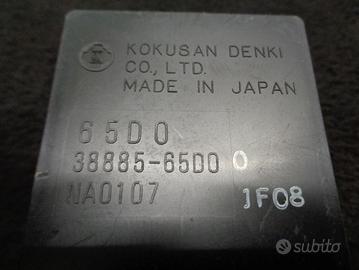 KOKUSAN DENKI
CO., LTD.
MADE IN JAPAN
65D0
38885-65D0 0
NA0107
1F08
subito